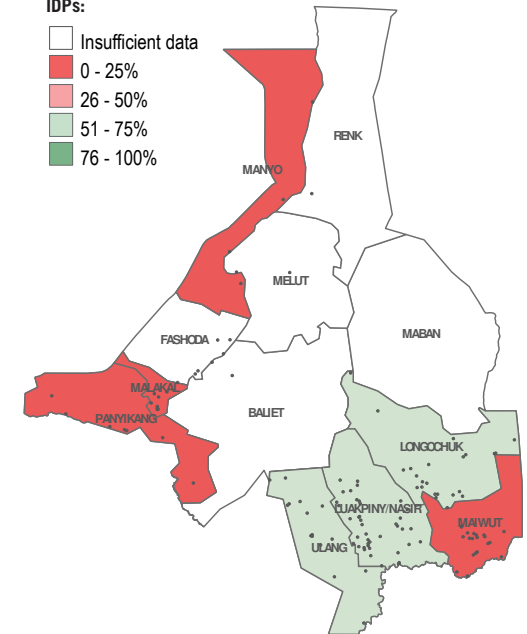 IDPs:
Insufficient data
0 - 25%
26 - 50%
51 - 75%
76 - 100%
RENK
MANYO
MELUT
FASHODA
MABAN
MALAKAL
BALIET
PANYIKANG
LONGOCHUK
LUAKPINY/NASIR
MAIWUT
ULANG